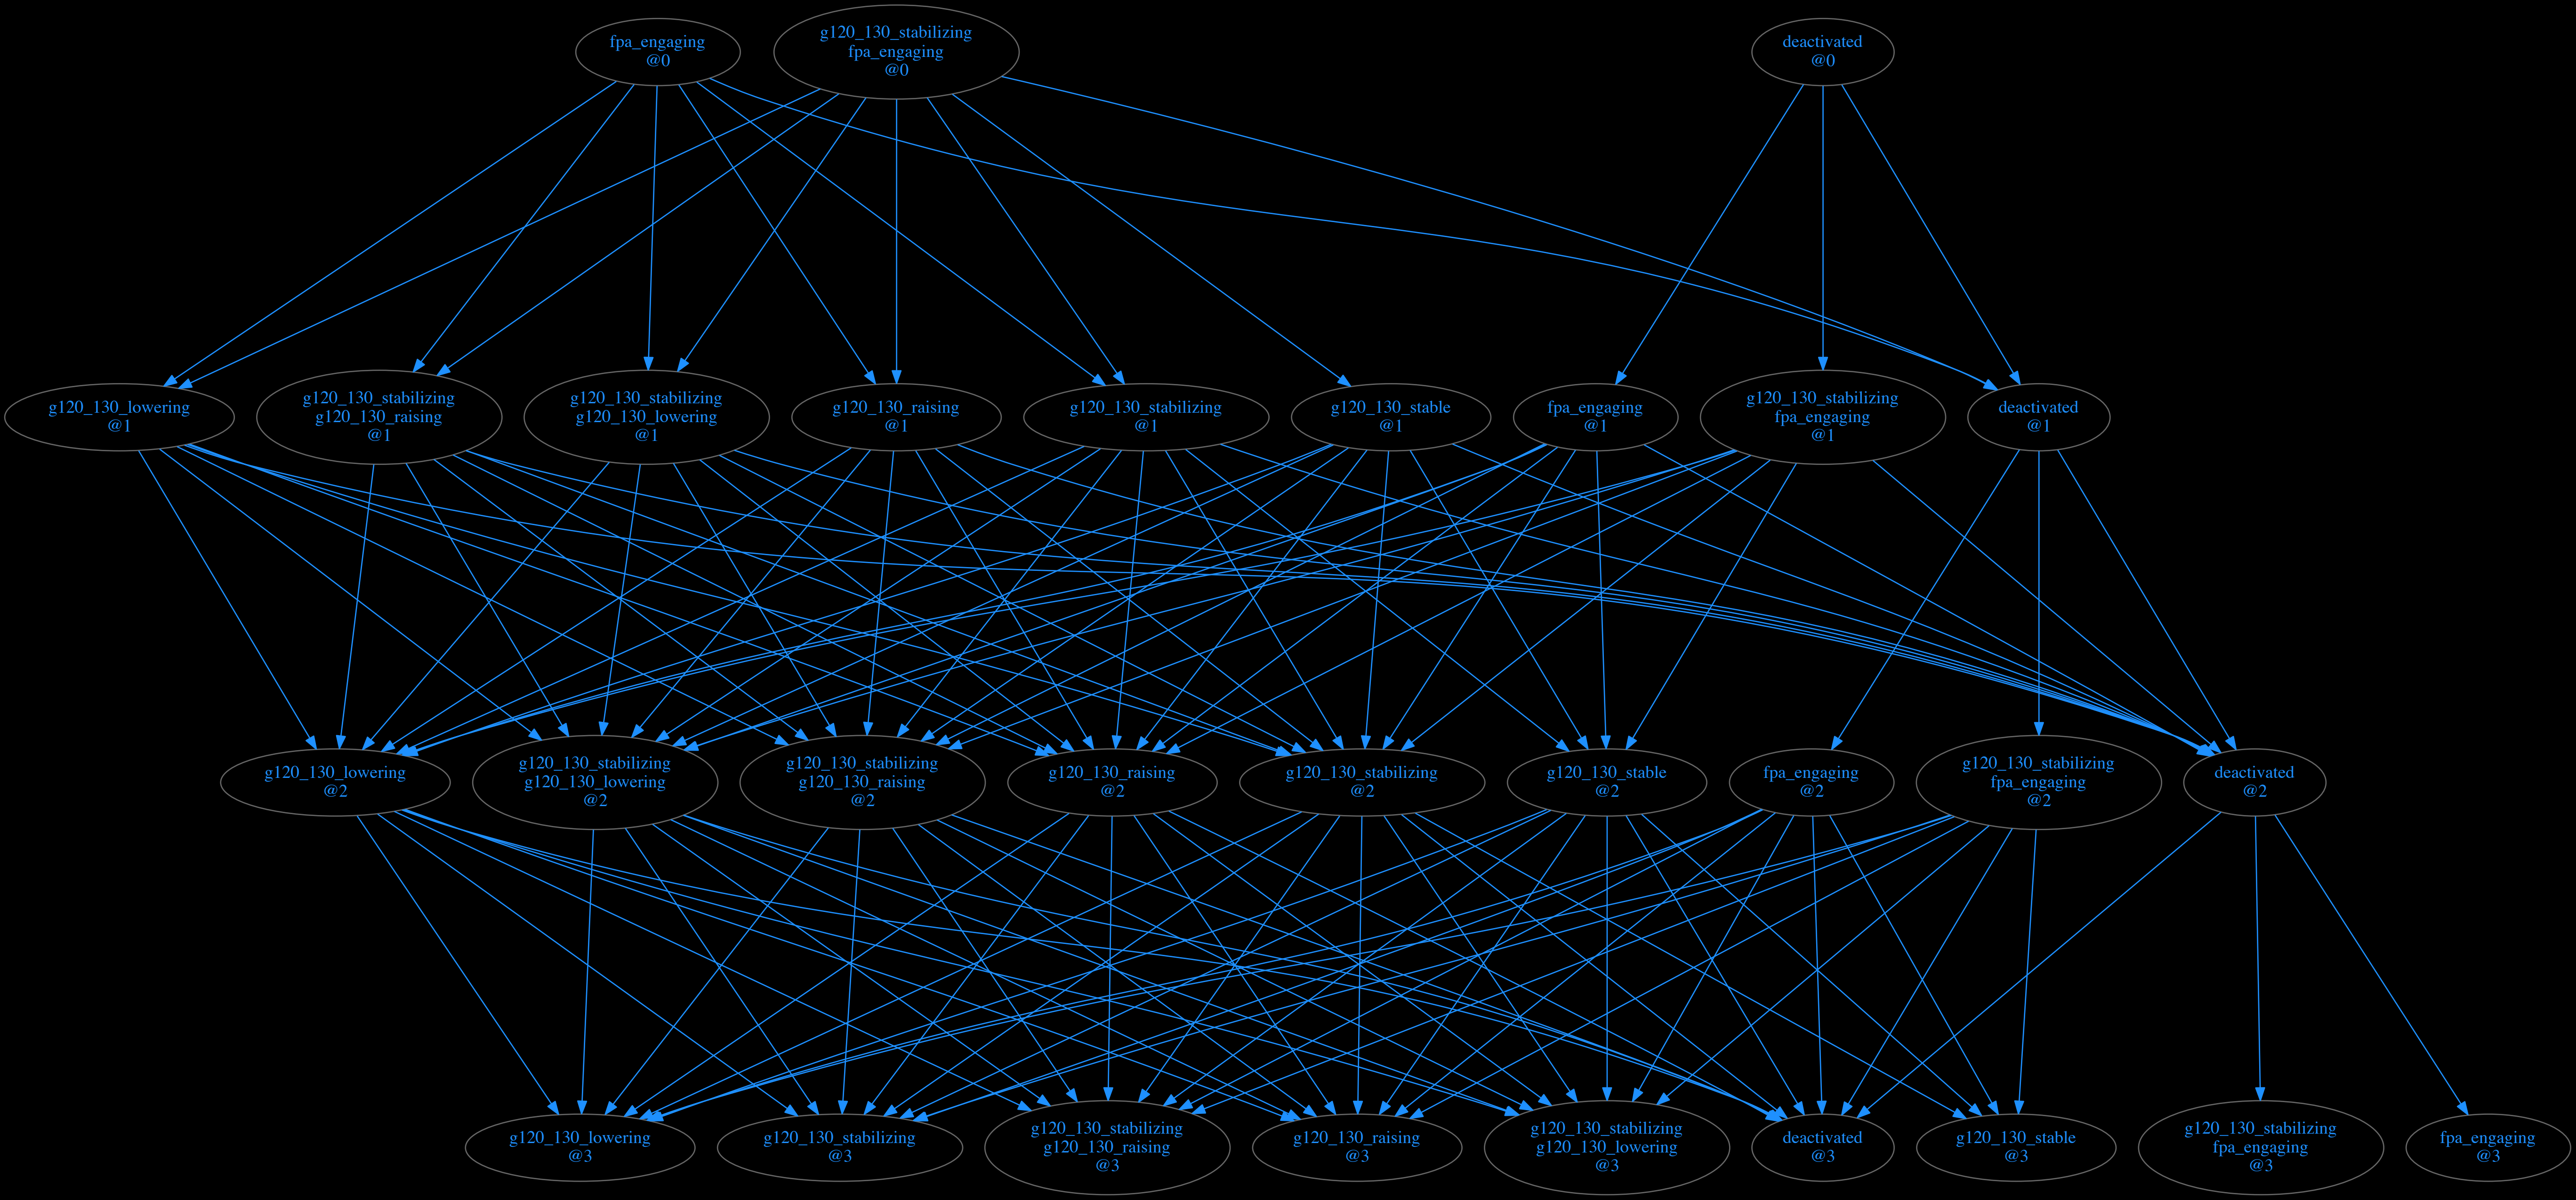 fpa_engaging
@0
g120_130_stabilizing
fpa_engaging
@0
deactivated
@0
g120_130_lowering
@1
g120_130_stabilizing
g120_130_raising
@1
g120_130_stabilizing
g120_130_lowering
@1
g120_130_raising
@1
g120_130_stabilizing
@1
g120_130_stable
@1
fpa_engaging
@1
g120_130_stabilizing
fpa_engaging
@1
deactivated
@1
g120_130_lowering
@2
g120_130_stabilizing
g120_130_lowering
@2
g120_130_stabilizing
g120_130_raising
@2
g120_130_raising
@2
g120_130_stabilizing
@2
g120_130_stable
@2
fpa_engaging
@2
g120_130_stabilizing
fpa_engaging
@2
deactivated
@2
g120_130_lowering
@3
g120_130_stabilizing
@3
g120_130_stabilizing
g120_130_raising
@3
g120_130_raising
@3
g120_130_stabilizing
g120_130_lowering
@3
deactivated
@3
g120_130_stable
@3
g120_130_stabilizing
fpa_engaging
@3
fpa_engaging
@3